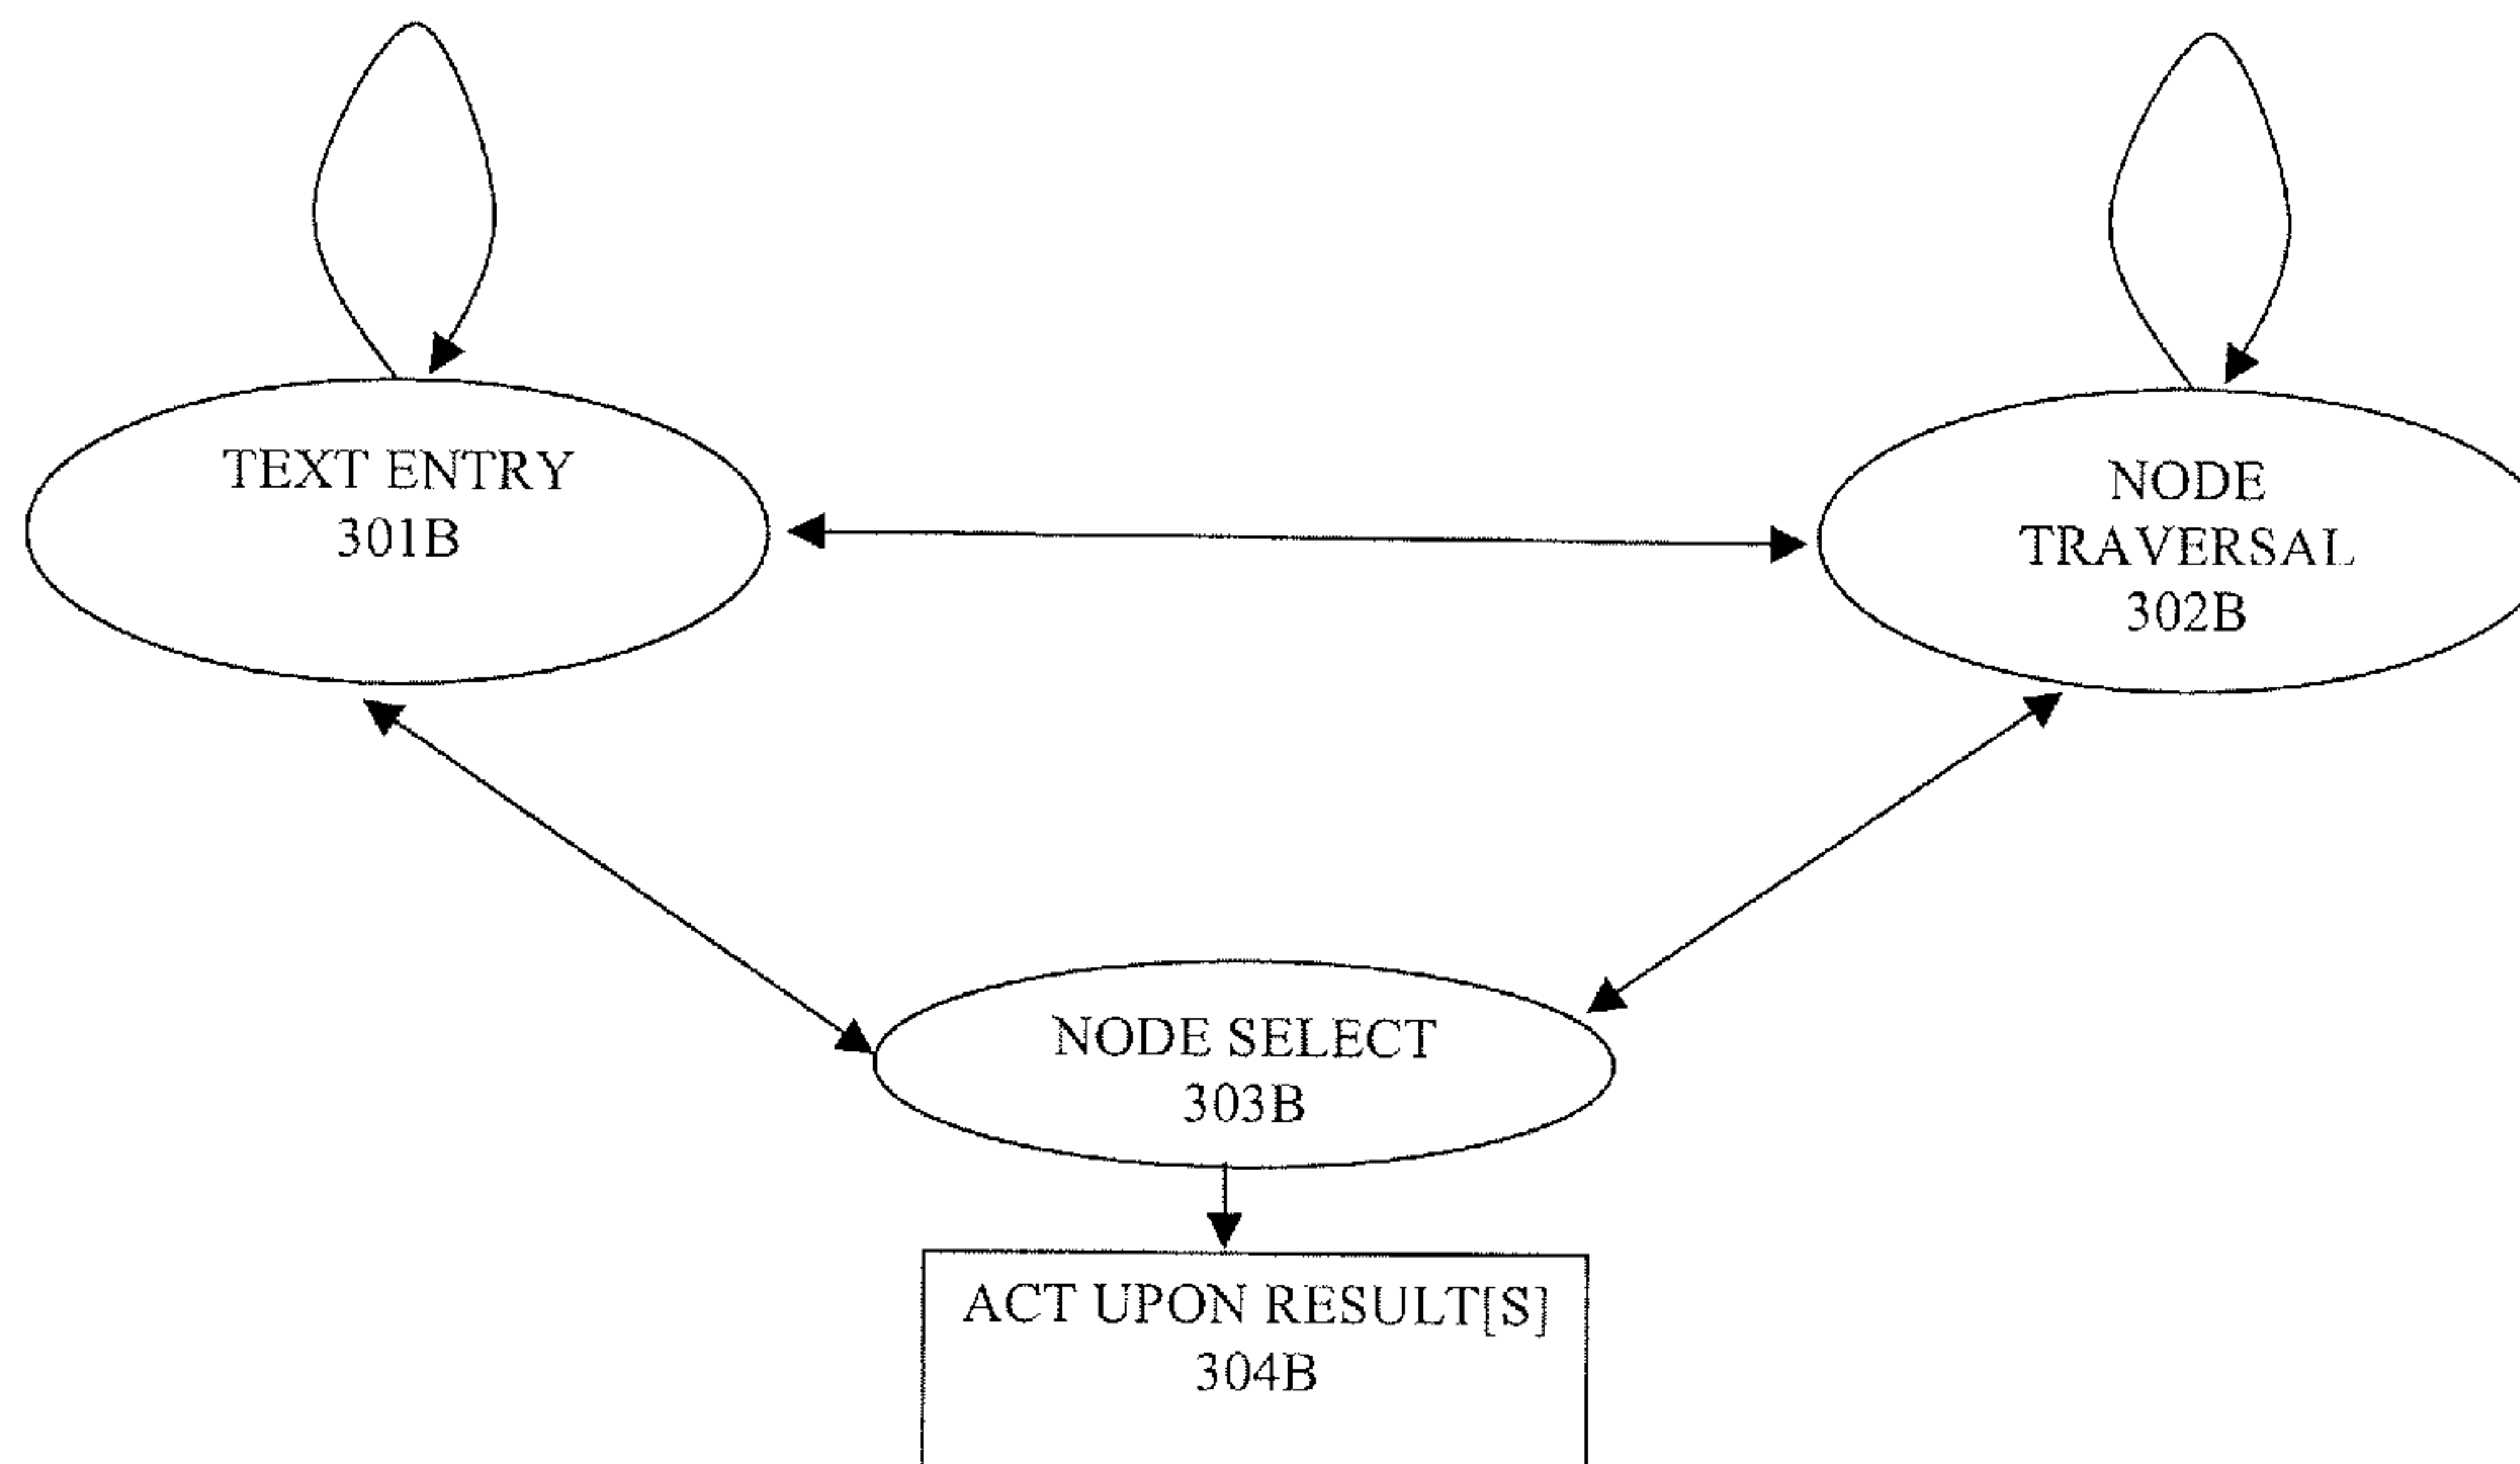 TEXT ENTRY
301B
NODE
TRAVERSAL
302B
NODE SELECT
303B
ACT UPON RESULT[S]
304B